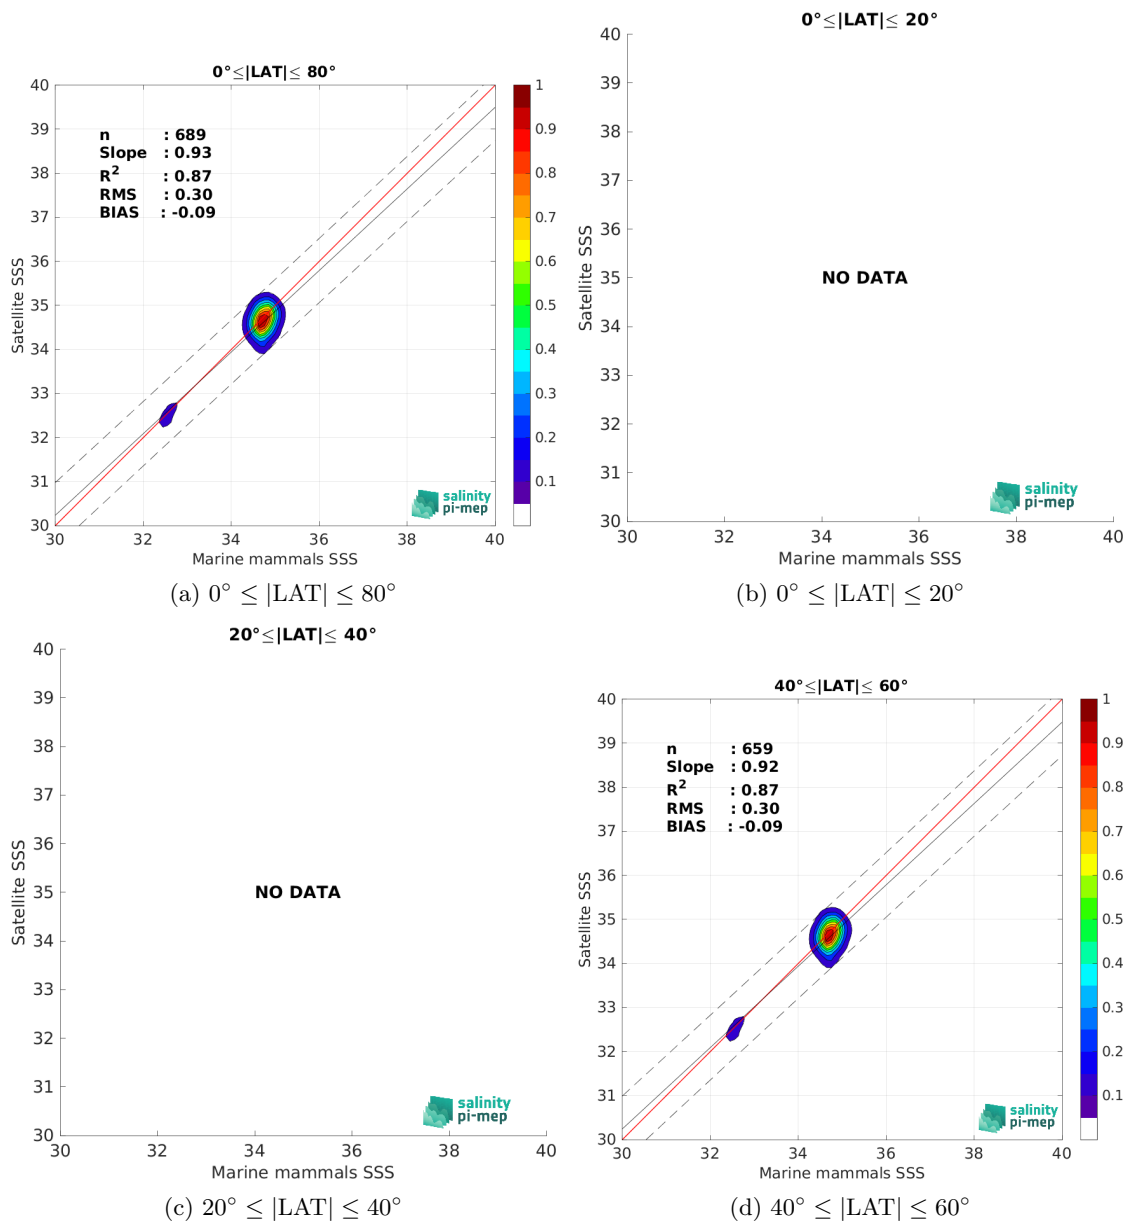 0°≤|LAT|≤ 80°
40
39
38
37
36
35
34
33
32
31
30
Satellite SSS
n : 689
Slope : 0.93
R² : 0.87
RMS : 0.30
BIAS : -0.09
salinity
pi-mep
30 32 34 36 38 40
Marine mammals SSS
1
0.9
0.8
0.7
0.6
0.5
0.4
0.3
0.2
0.1
(a) 0° ≤ |LAT| ≤ 80°
0°≤|LAT|≤ 20°
40
39
38
37
36
35
34
33
32
31
30
Satellite SSS
NO DATA
salinity
pi-mep
30 32 34 36 38 40
Marine mammals SSS
(b) 0° ≤ |LAT| ≤ 20°
20°≤|LAT|≤ 40°
40
39
38
37
36
35
34
33
32
31
30
Satellite SSS
NO DATA
salinity
pi-mep
30 32 34 36 38 40
Marine mammals SSS
(c) 20° ≤ |LAT| ≤ 40°
40°≤|LAT|≤ 60°
40
39
38
37
36
35
34
33
32
31
30
Satellite SSS
n : 659
Slope : 0.92
R² : 0.87
RMS : 0.30
BIAS : -0.09
salinity
pi-mep
30 32 34 36 38 40
Marine mammals SSS
1
0.9
0.8
0.7
0.6
0.5
0.4
0.3
0.2
0.1
(d) 40° ≤ |LAT| ≤ 60°